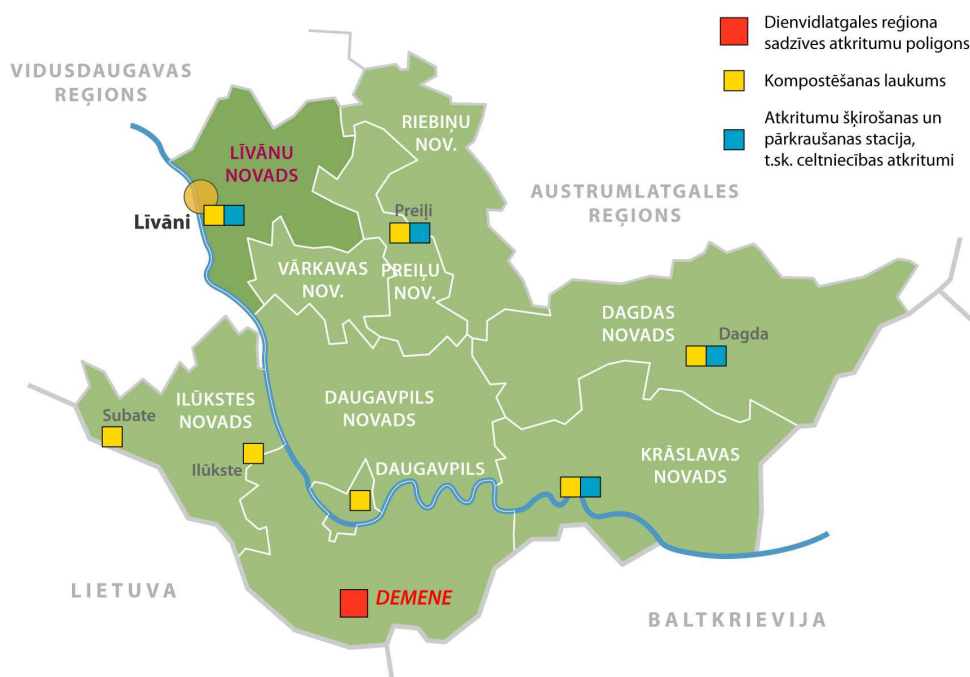 Dienvidlatgales reģiona
sadzīves atkritumu poligons
Kompostēšanas laukums
Atkritumu šķirošanas un
pārkraušanas stacija,
t.sk. celtniecības atkritumi
VIDUSDAUGAVAS
REĢIONS
RIEBIŅU
NOV.
LĪVĀNU
NOVADS
AUSTRUMLATGALES
REĢIONS
Līvāni
Preiļi
VĀRKAVAS
NOV.
PREIĻU
NOV.
DAGDAS
NOVADS
Dagda
ILŪKSTES
NOVADS
DAUGAVPILS
NOVADS
Subate
KRĀSLAVAS
NOVADS
Ilūkste
DAUGAVPILS
LIETUVA
DEMENE
BALTKRIEVIJA